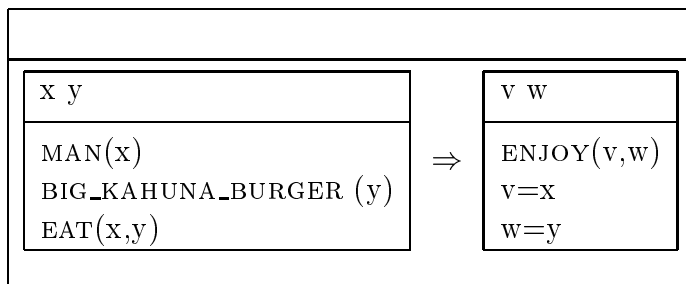 x y
MAN(x)
BIG_KAHUNA_BURGER (y)
EAT(x,y)
⇒
v w
ENJOY(v,w)
v=x
w=y